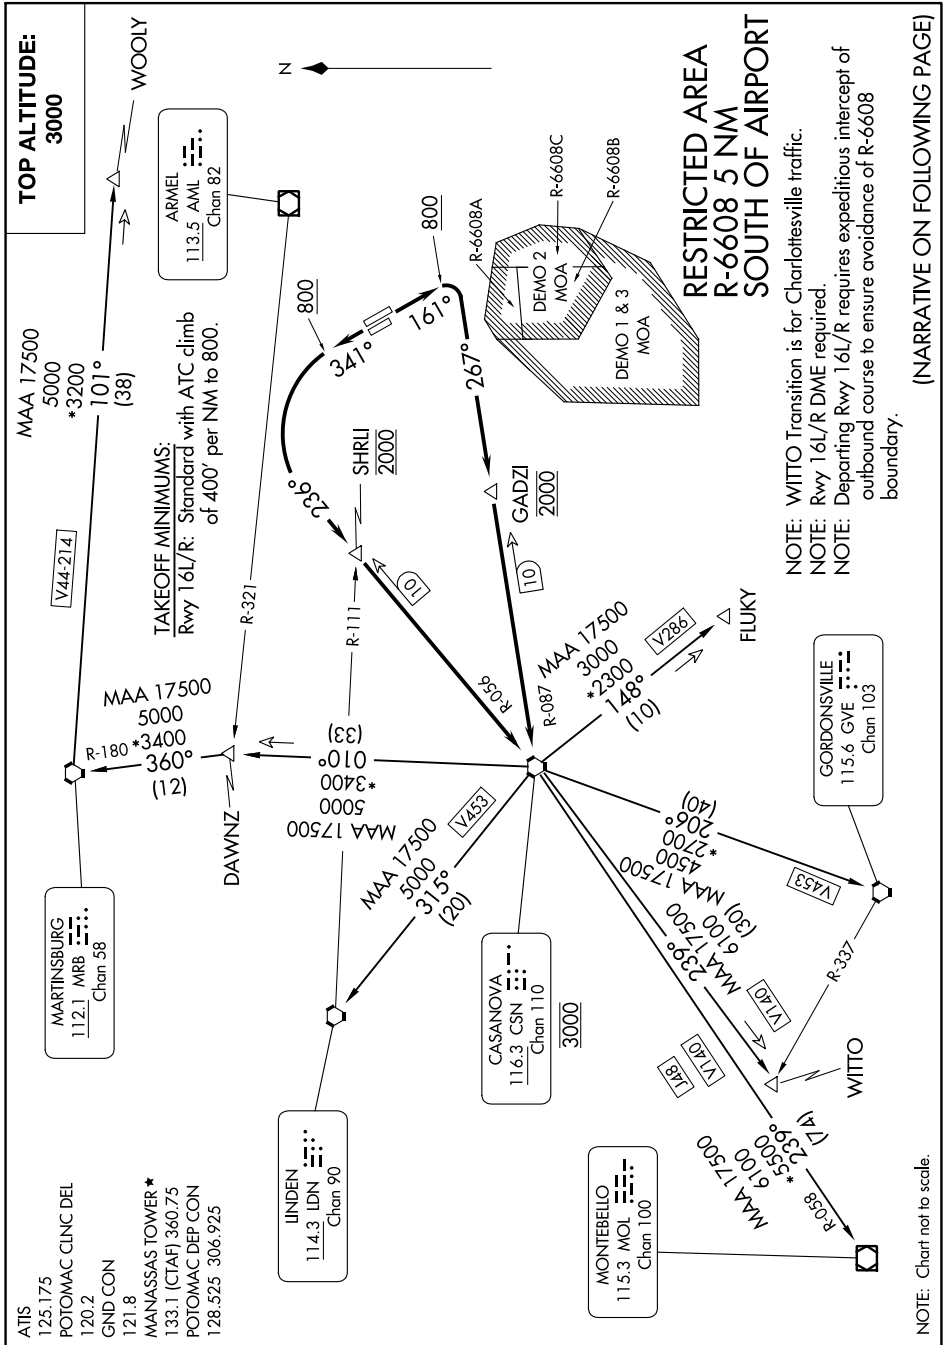 TOP ALTITUDE:
3000
ATIS
125.175
POTOMAC CLNC DEL
120.2
GND CON
121.8
MANASSAS TOWER★
133.1 (CTAF) 360.75
POTOMAC DEP CON
128.525 306.925
MARTINSBURG
112.1 MRB
Chan 58
MAA 17500
5000
*3200
101°
(38)
V44-214
WOOLY
ARMEL
113.5 AML
Chan 82
N
TAKEOFF MINIMUMS:
Rwy 16L/R: Standard with ATC climb
of 400' per NM to 800.
MAA 17500
5000
*3400
R-180
360°
(12)
DAWNZ
R-321
LINDEN
114.3 LDN
Chan 90
R-111
MAA 17500
5000
*3400
010°
(33)
236°
SHRLI
2000
341°
800
161°
800
267°
GADZI
2000
10
10
R-056
R-087
MAA 17500
5000
315°
(20)
V453
CASANOVA
116.3 CSN
Chan 110
3000
MAA 17500
3000
*2300
148°
(10)
V286
FLUKY
R-6608A
R-6608C
R-6608B
DEMO 2
MOA
DEMO 1 & 3
MOA
RESTRICTED AREA
R-6608 5 NM
SOUTH OF AIRPORT
MAA 17500
4500
*2700
206°
(40)
V453
GORDONSVILLE
115.6 GVE
Chan 103
R-337
MAA 17500
6100
239°
(30)
V140
WITTO
J48
V140
MAA 17500
6100
*5500
239°
(74)
R-058
MONTEBELLO
115.3 MOL
Chan 100
NOTE: WITTO Transition is for Charlottesville traffic.
NOTE: Rwy 16L/R DME required.
NOTE: Departing Rwy 16L/R requires expeditious intercept of
outbound course to ensure avoidance of R-6608
boundary.
(NARRATIVE ON FOLLOWING PAGE)
NOTE: Chart not to scale.